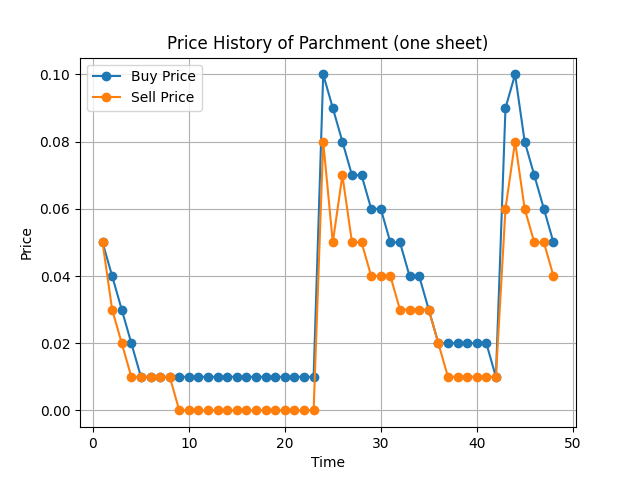 Price History of Parchment (one sheet)
Buy Price
Sell Price
Price
0.10
0.08
0.06
0.04
0.02
0.00
0 10 20 30 40 50
Time